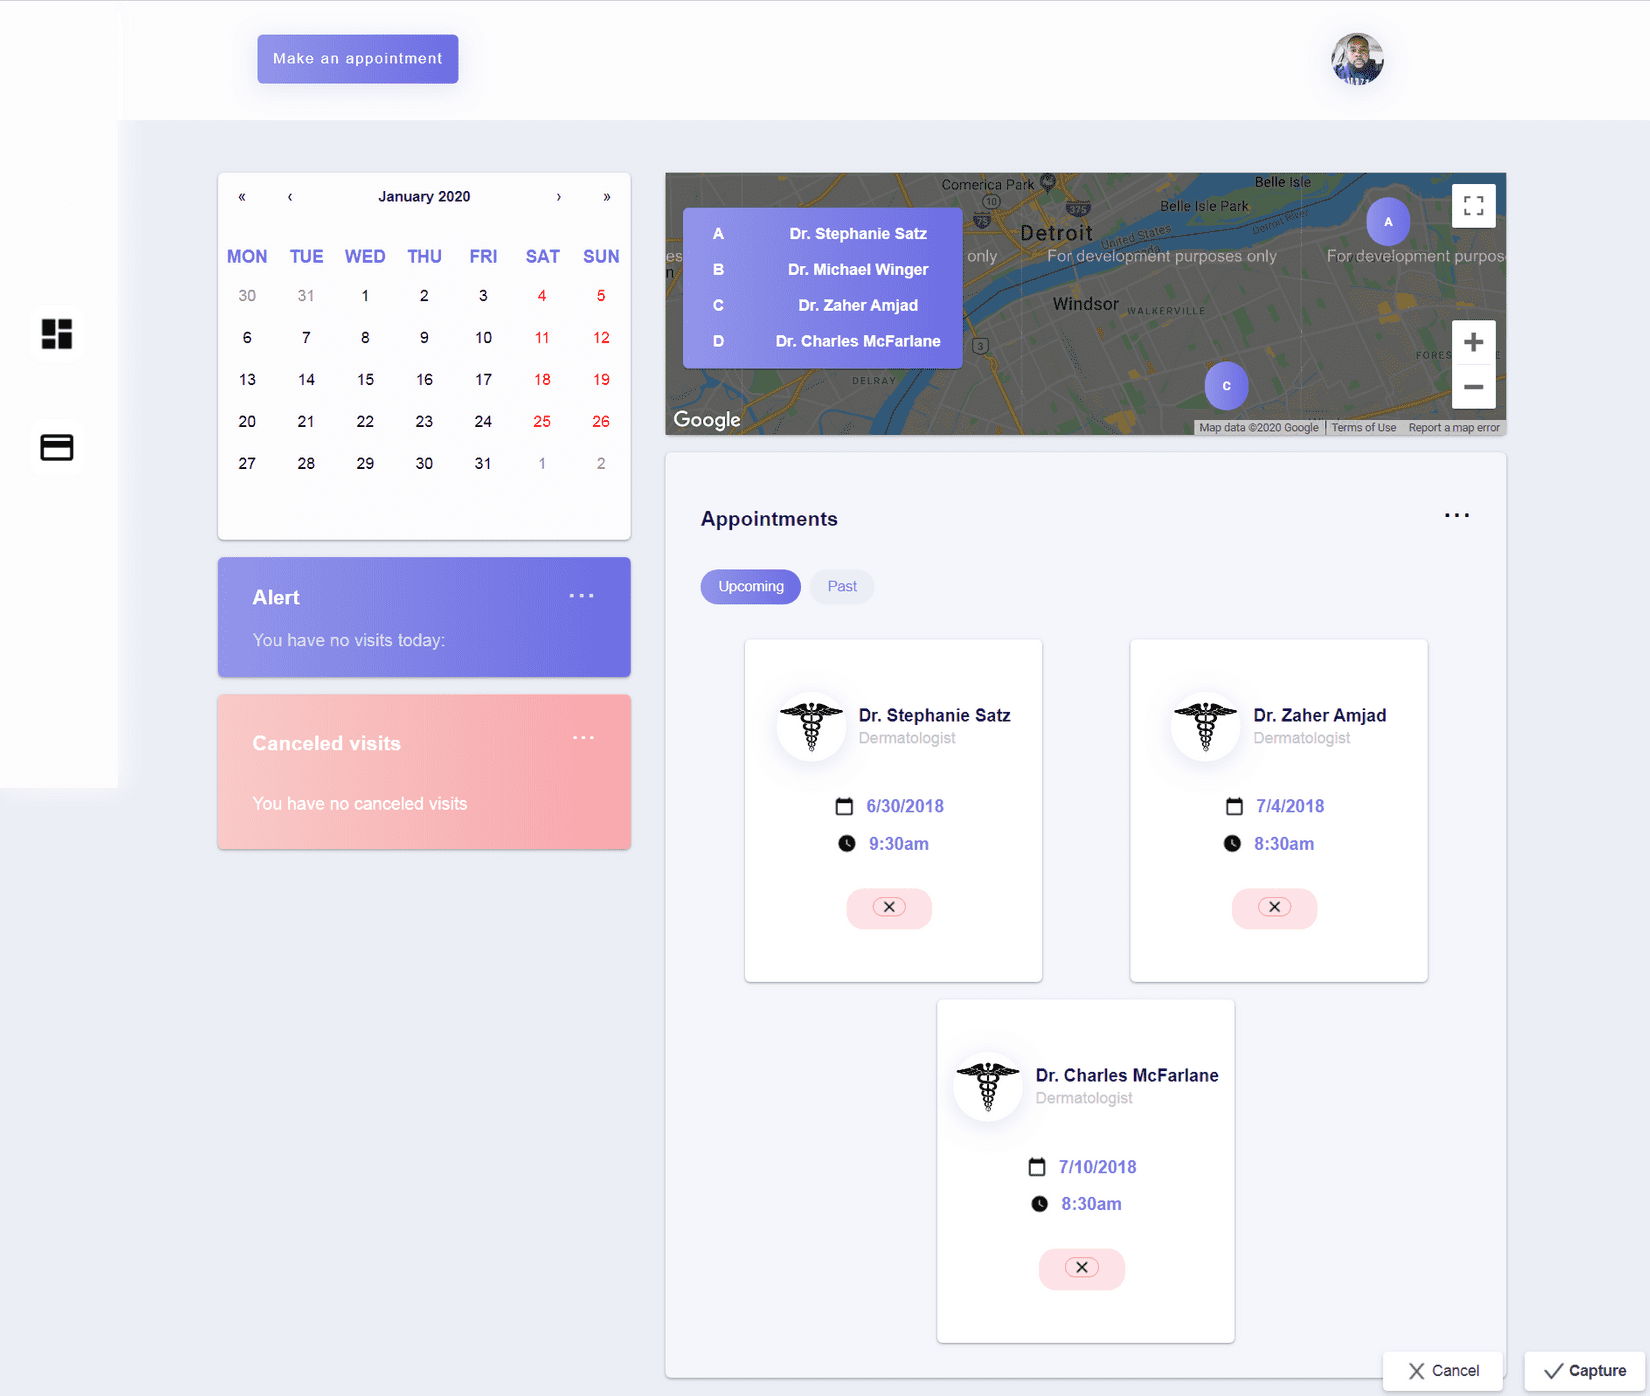 Make an appointment
« ‹ January 2020 › »
MON TUE WED THU FRI SAT SUN
30 31 1 2 3 4 5
6 7 8 9 10 11 12
13 14 15 16 17 18 19
20 21 22 23 24 25 26
27 28 29 30 31 1 2
Alert
...
You have no visits today:
Canceled visits
...
You have no canceled visits
Comerica Park
Belle Isle
10
375
75
Belle Isle Park
Detroit
United States
Detroit River
A Dr. Stephanie Satz
B Dr. Michael Winger
C Dr. Zaher Amjad
D Dr. Charles McFarlane
A
es
only
For development purposes only
For development purpos
Windsor
WALKERVILLE
3
FORES
DELRAY
C
Google
Map data ©2020 Google
Terms of Use
Report a map error
Appointments
...
Upcoming
Past
Dr. Stephanie Satz
Dermatologist
6/30/2018
9:30am
Dr. Zaher Amjad
Dermatologist
7/4/2018
8:30am
Dr. Charles McFarlane
Dermatologist
7/10/2018
8:30am
Cancel
Capture